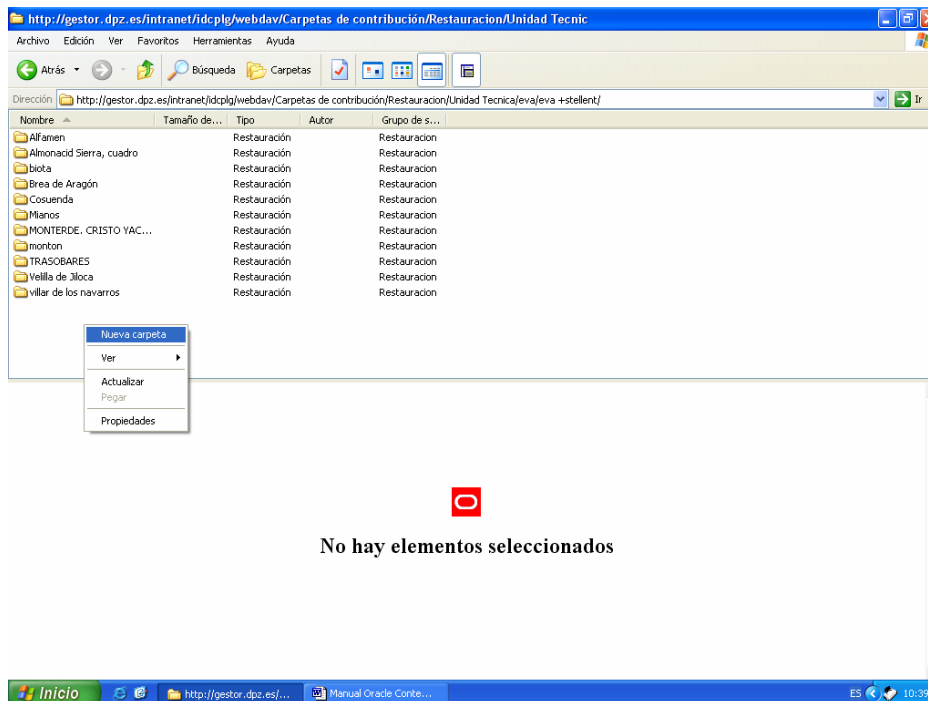 http://gestor.dpz.es/intranet/idcplg/webdav/Carpetas de contribución/Restauracion/Unidad Tecnic
Archivo Edición Ver Favoritos Herramientas Ayuda
Atrás Búsqueda Carpetas
Dirección http://gestor.dpz.es/intranet/idcplg/webdav/Carpetas de contribución/Restauracion/Unidad Tecnica/eva/eva +stellent/ Ir
Nombre Tamaño de... Tipo Autor Grupo de s...
Alfamen Restauración Restauracion
Almonacid Sierra, cuadro Restauración Restauracion
biota Restauración Restauracion
Brea de Aragón Restauración Restauracion
Cosuenda Restauración Restauracion
Mianos Restauración Restauracion
MONTERDE. CRISTO YAC... Restauración Restauracion
monton Restauración Restauracion
TRASOBARES Restauración Restauracion
Velilla de Jiloca Restauración Restauracion
villar de los navarros Restauración Restauracion
Nueva carpeta
Ver
Actualizar
Pegar
Propiedades
No hay elementos seleccionados
Inicio http://gestor.dpz.es/... Manual Oracle Conte... ES 10:39